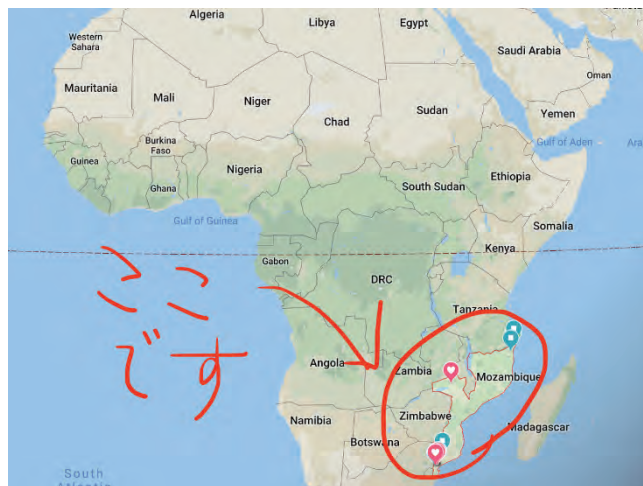 Algeria
Libya
Egypt
Western
Sahara
Saudi Arabia
Oman
Mauritania
Mali
Niger
Chad
Sudan
Yemen
Gulf of Aden
Ara
Burkina
Faso
Guinea
Ghana
Nigeria
South Sudan
Ethiopia
Gulf of Guinea
Somalia
Gabon
Kenya
DRC
ここ
です
Tanzania
Angola
Zambia
Mozambique
Zimbabwe
Namibia
Botswana
Madagascar
South
Atlantic